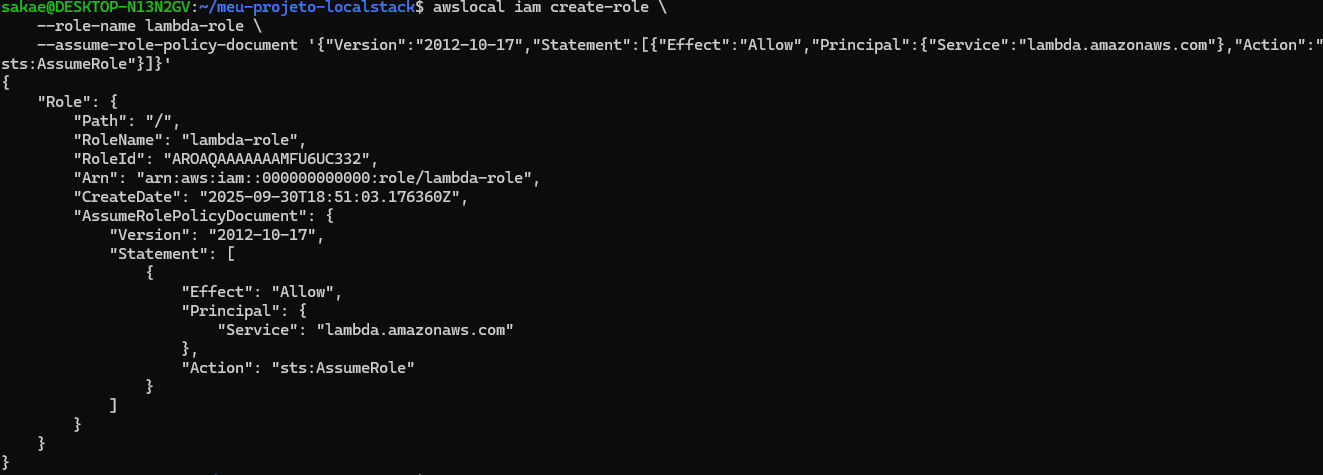 sakae@DESKTOP-N13N2GV:~/meu-projeto-localstack$ awslocal iam create-role \
    --role-name lambda-role \
    --assume-role-policy-document '{"Version":"2012-10-17","Statement":[{"Effect":"Allow","Principal":{"Service":"lambda.amazonaws.com"},"Action":"
sts:AssumeRole"}]}'
{
    "Role": {
        "Path": "/",
        "RoleName": "lambda-role",
        "RoleId": "AROAQAAAAAAAMFU6UC332",
        "Arn": "arn:aws:iam::000000000000:role/lambda-role",
        "CreateDate": "2025-09-30T18:51:03.176360Z",
        "AssumeRolePolicyDocument": {
            "Version": "2012-10-17",
            "Statement": [
                {
                    "Effect": "Allow",
                    "Principal": {
                        "Service": "lambda.amazonaws.com"
                    },
                    "Action": "sts:AssumeRole"
                }
            ]
        }
    }
}